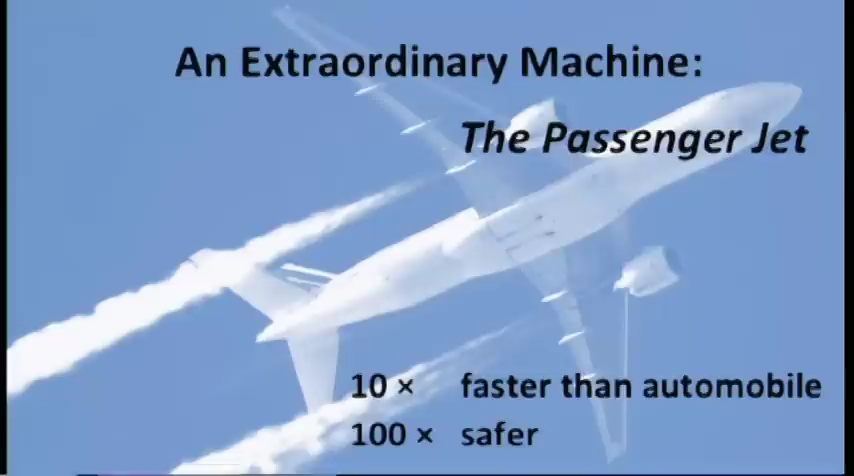 An Extraordinary Machine:
The Passenger Jet
10 × faster than automobile
100 × safer